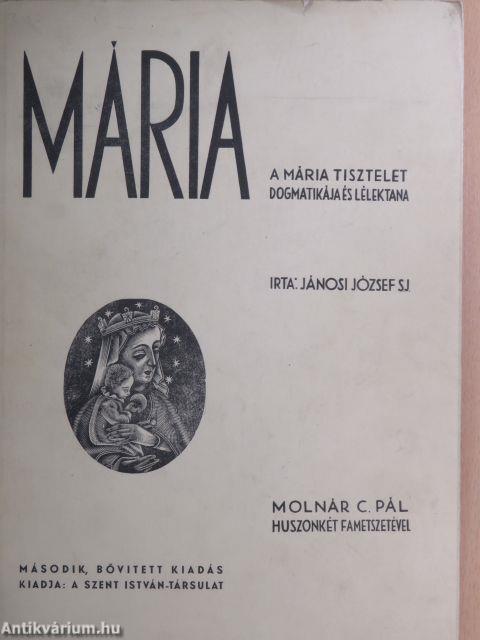 MÁRIA
A MÁRIA TISZTELET
DOGMATIKÁJA ÉS LÉLEKTANA
IRTA: JÁNOSI JÓZSEF S.J.
MOLNÁR C. PÁL
HUSZONKÉT FAMETSZETÉVEL
MÁSODIK, BŐVITETT KIADÁS
KIADJA: A SZENT ISTVÁN-TÁRSULAT
Antikvárium.hu